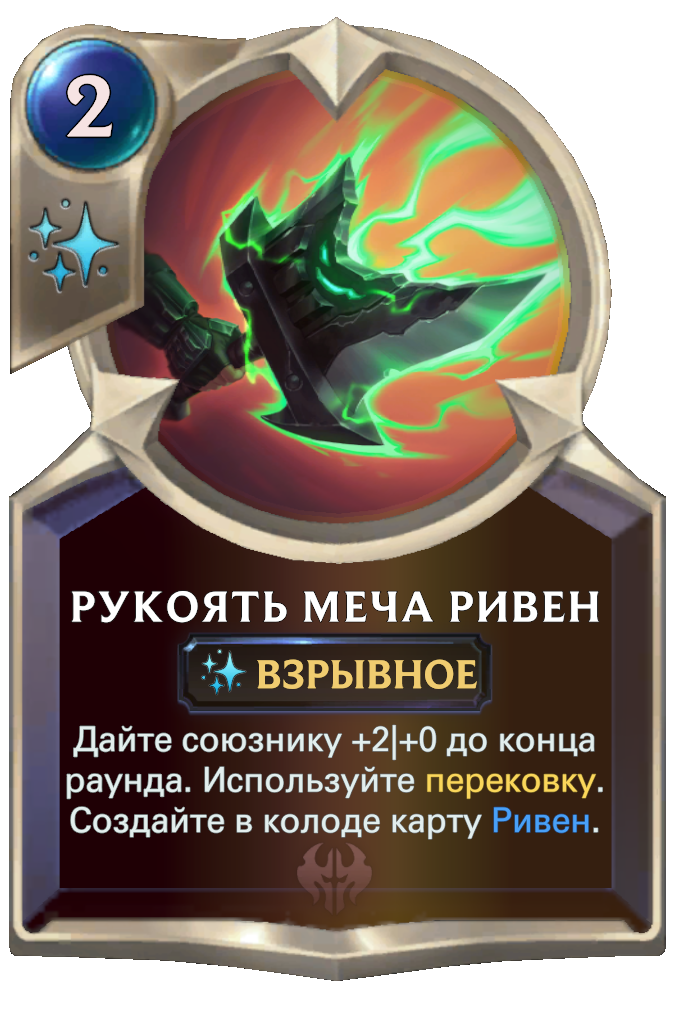 2
РУКОЯТЬ МЕЧА РИВЕН
ВЗРЫВНОЕ
Дайте союзнику +2|+0 до конца
раунда. Используйте перековку.
Создайте в колоде карту Ривен.